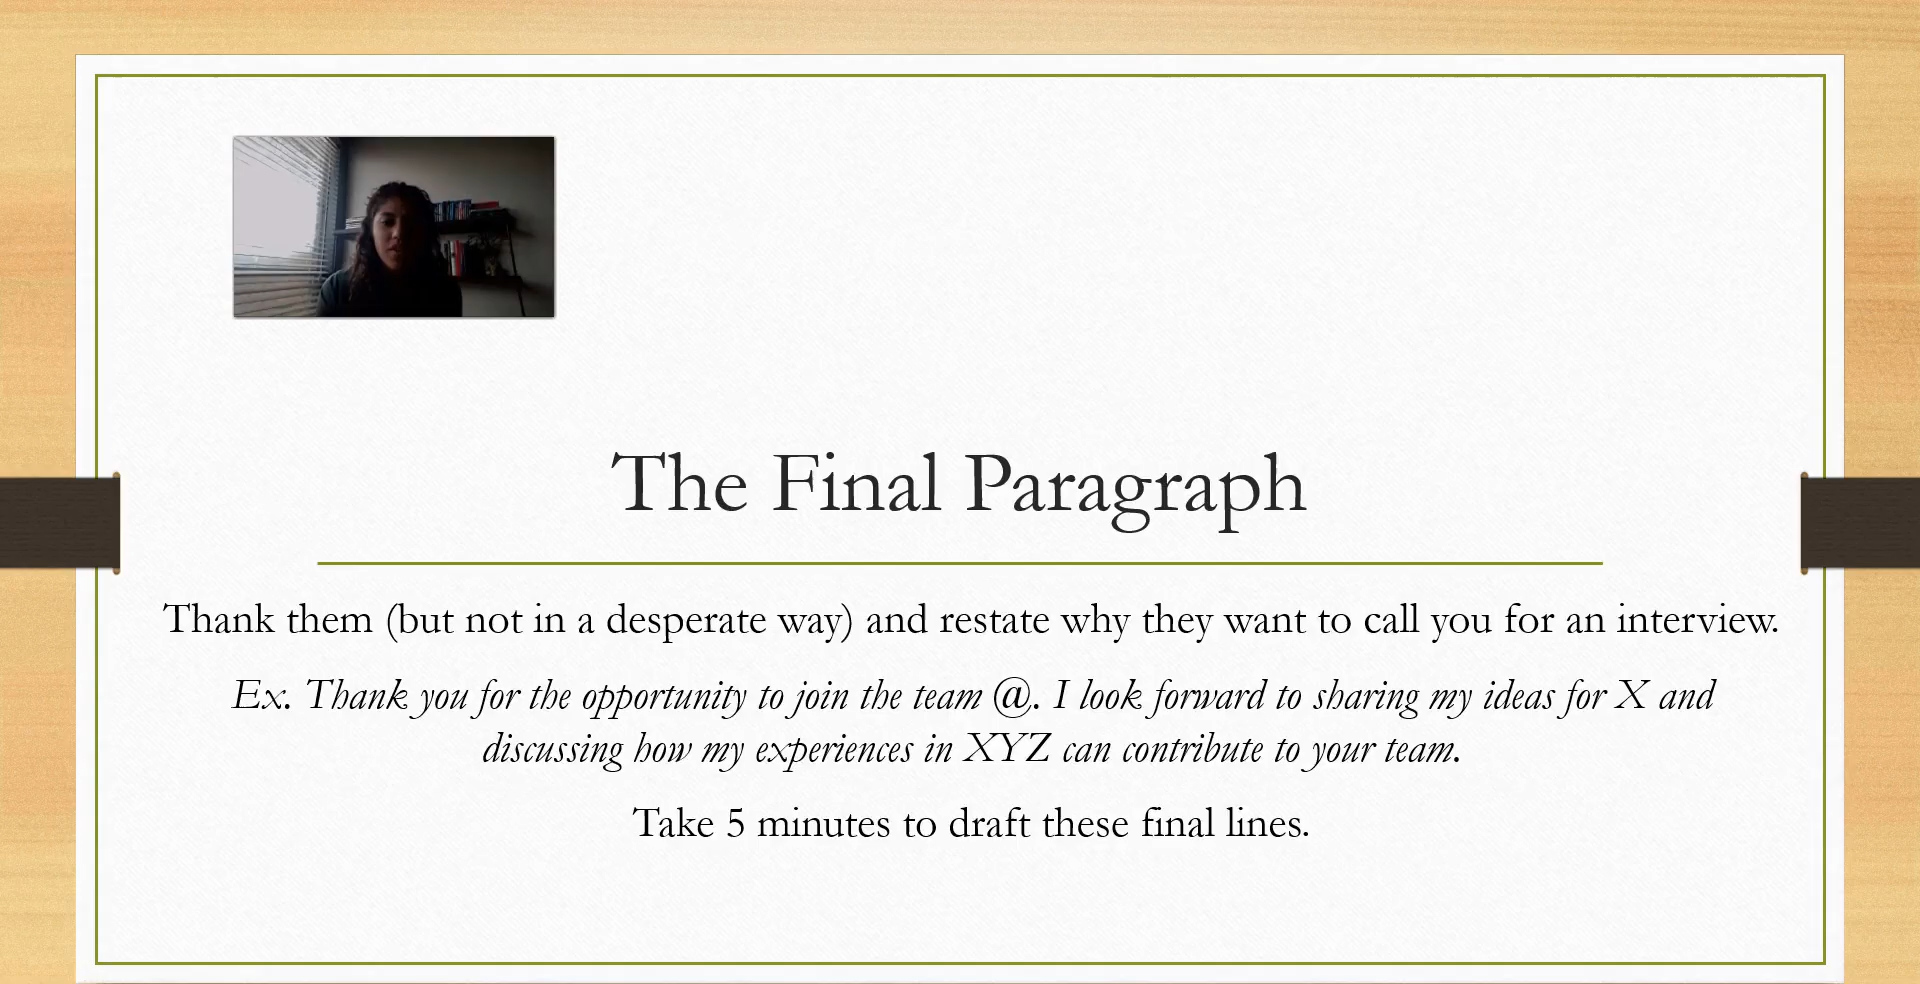 The Final Paragraph
Thank them (but not in a desperate way) and restate why they want to call you for an interview.
Ex. Thank you for the opportunity to join the team @. I look forward to sharing my ideas for X and
discussing how my experiences in XYZ can contribute to your team.
Take 5 minutes to draft these final lines.